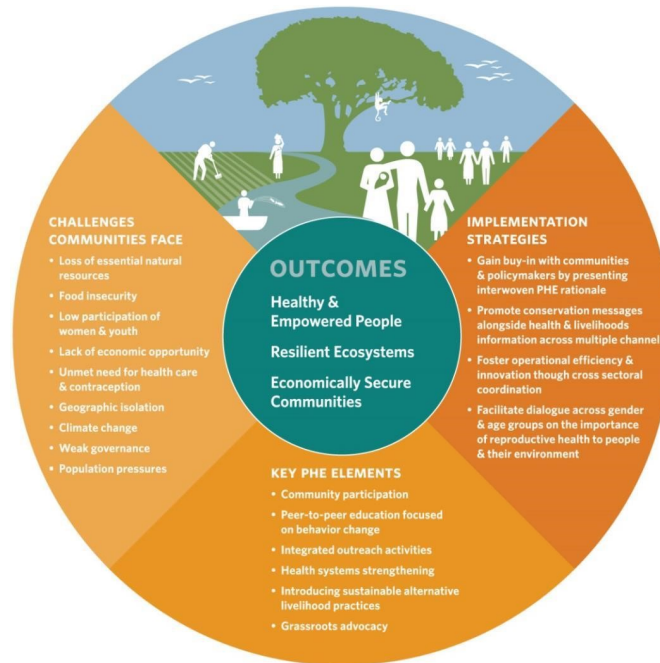 CHALLENGES
COMMUNITIES FACE
• Loss of essential natural
resources
• Food insecurity
• Low participation of
women & youth
• Lack of economic opportunity
• Unmet need for health care
& contraception
• Geographic isolation
• Climate change
• Weak governance
• Population pressures
OUTCOMES
Healthy &
Empowered People
Resilient Ecosystems
Economically Secure
Communities
IMPLEMENTATION
STRATEGIES
• Gain buy-in with communities
& policymakers by presenting
interwoven PHE rationale
• Promote conservation messages
alongside health & livelihoods
information across multiple channel
• Foster operational efficiency &
innovation though cross sectoral
coordination
• Facilitate dialogue across gender
& age groups on the importance
of reproductive health to people
& their environment
KEY PHE ELEMENTS
• Community participation
• Peer-to-peer education focused
on behavior change
• Integrated outreach activities
• Health systems strengthening
• Introducing sustainable alternative
livelihood practices
• Grassroots advocacy